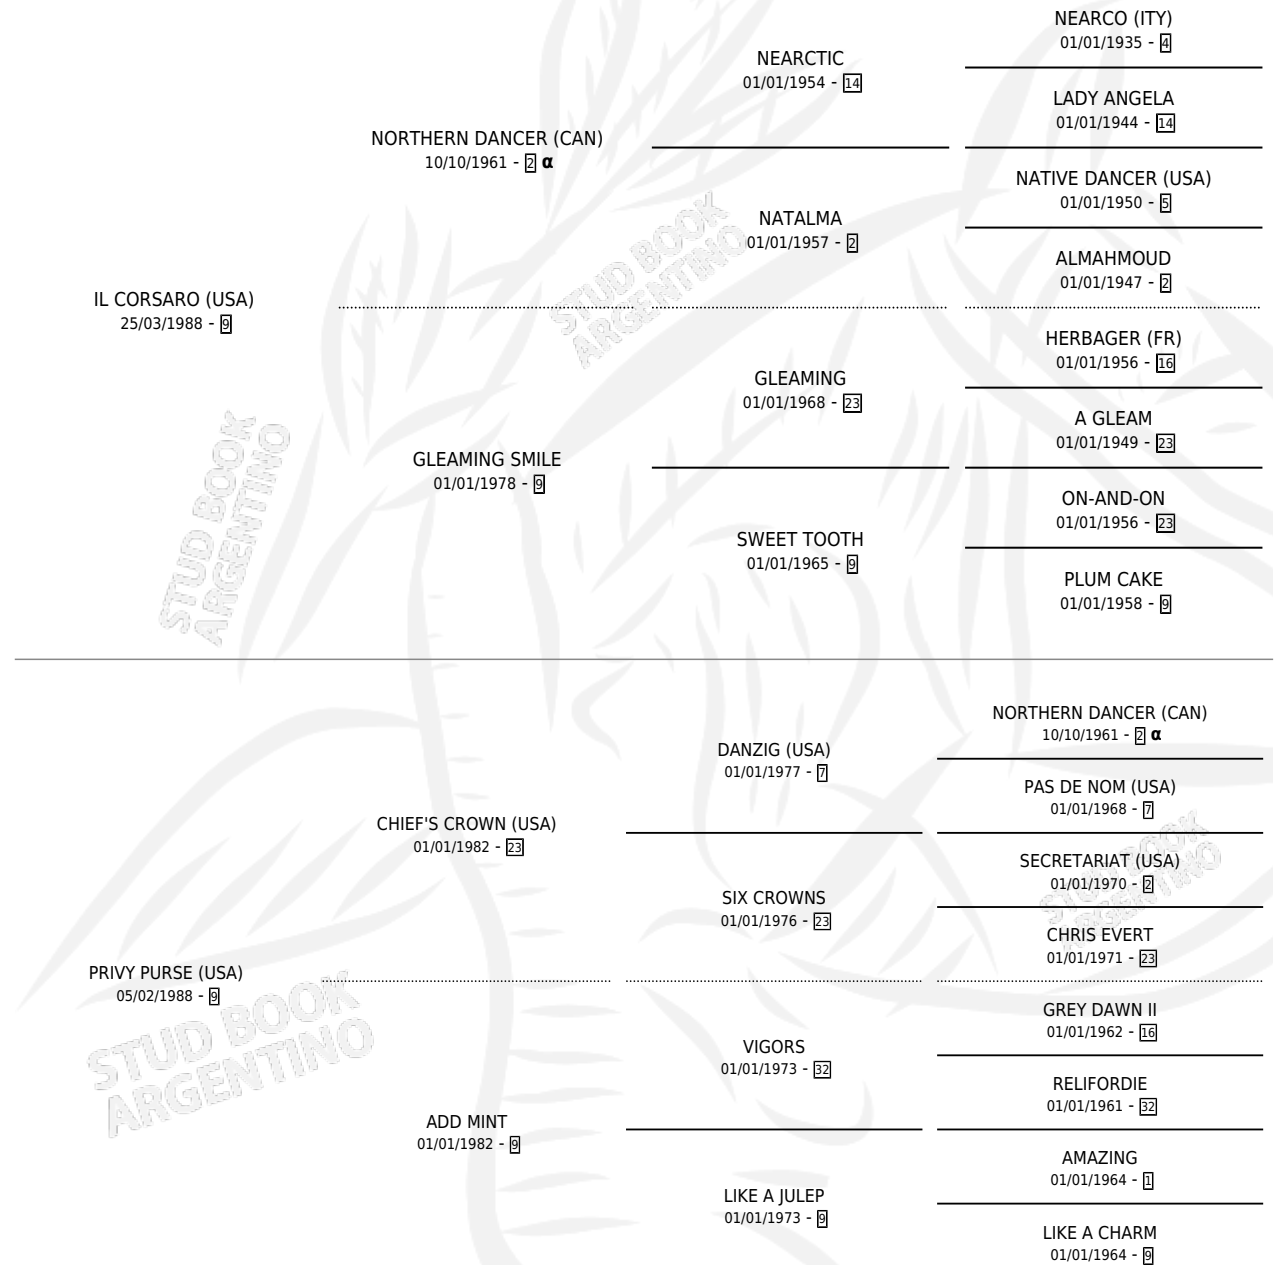 NEARCO (ITY)
01/01/1935 - 4
NEARCTIC
01/01/1954 - 14
LADY ANGELA
01/01/1944 - 14
NORTHERN DANCER (CAN)
10/10/1961 - 2 α
NATIVE DANCER (USA)
01/01/1950 - 5
NATALMA
01/01/1957 - 2
ALMAHMOUD
01/01/1947 - 2
STUD BOOK
ARGENTINO
IL CORSARO (USA)
25/03/1988 - 9
HERBAGER (FR)
01/01/1956 - 16
GLEAMING
01/01/1968 - 23
A GLEAM
01/01/1949 - 23
GLEAMING SMILE
01/01/1978 - 9
ON-AND-ON
01/01/1956 - 23
SWEET TOOTH
01/01/1965 - 9
PLUM CAKE
01/01/1958 - 9
STUD BOOK
ARGENTINO
NORTHERN DANCER (CAN)
10/10/1961 - 2 α
DANZIG (USA)
01/01/1977 - 7
PAS DE NOM (USA)
01/01/1968 - 7
CHIEF'S CROWN (USA)
01/01/1982 - 23
SECRETARIAT (USA)
01/01/1970 - 2
SIX CROWNS
01/01/1976 - 23
CHRIS EVERT
01/01/1971 - 23
STUD BOOK
ARGENTINO
PRIVY PURSE (USA)
05/02/1988 - 9
GREY DAWN II
01/01/1962 - 16
VIGORS
01/01/1973 - 32
RELIFORDIE
01/01/1961 - 32
ADD MINT
01/01/1982 - 9
AMAZING
01/01/1964 - 1
LIKE A JULEP
01/01/1973 - 9
LIKE A CHARM
01/01/1964 - 9
STUD BOOK
ARGENTINO